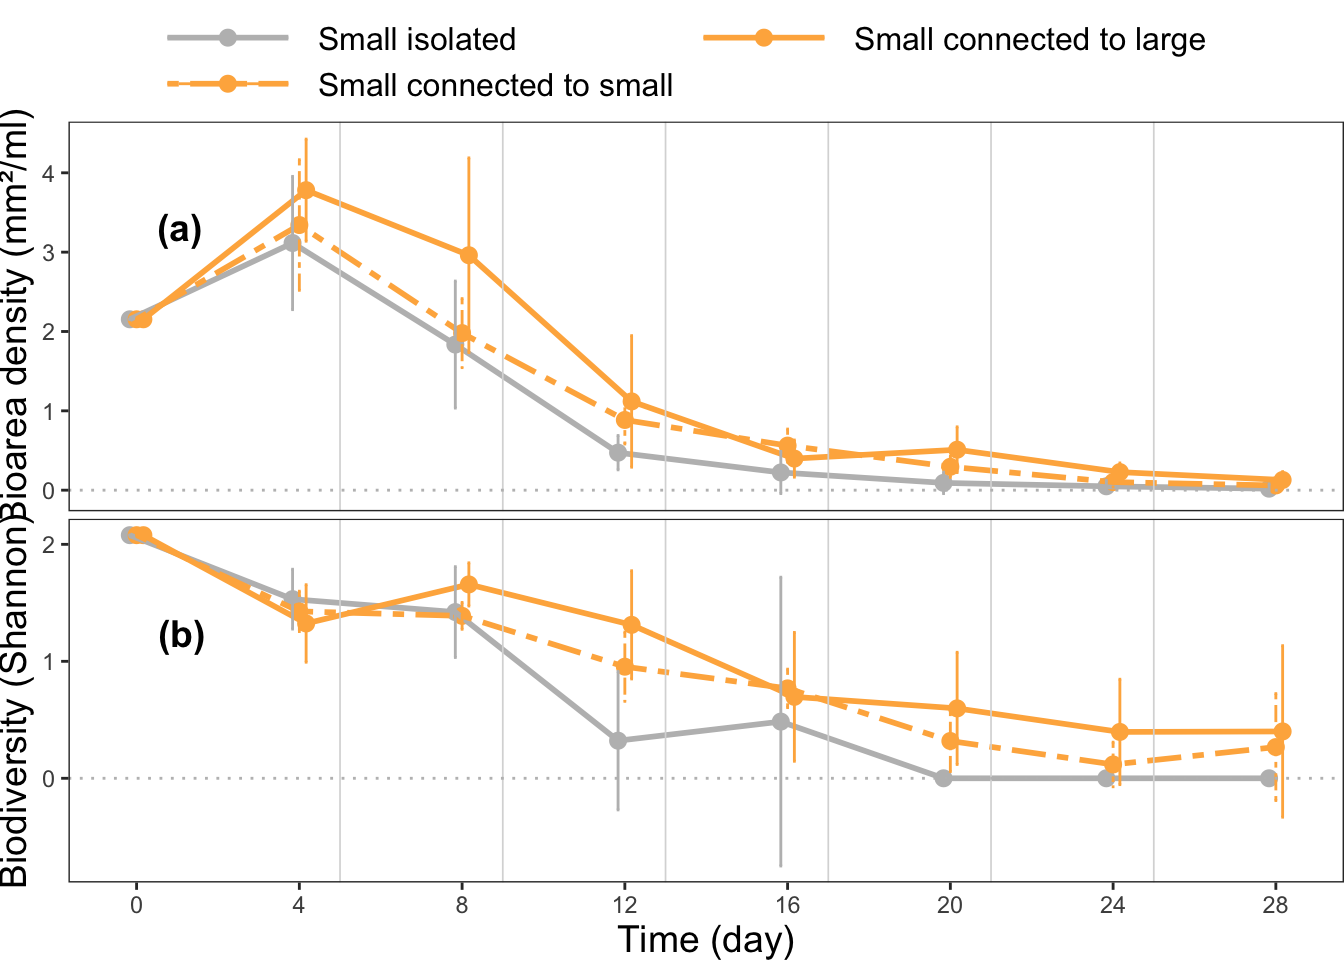 Small isolated
Small connected to large
Small connected to small
Bioarea density (mm²/ml)
4
3
2
1
0
(a)
Biodiversity (Shannon)
2
1
0
(b)
0 4 8 12 16 20 24 28
Time (day)